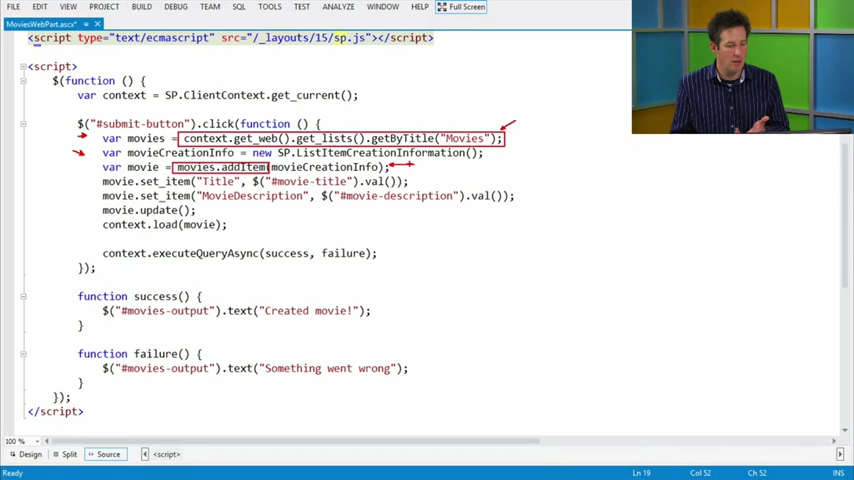 FILE EDIT VIEW PROJECT BUILD DEBUG TEAM SQL TOOLS TEST ANALYZE WINDOW HELP Full Screen
MoviesWebPart.ascx*
<script type="text/ecmascript" src="/_layouts/15/sp.js"></script>
<script>
$(function () {
var context = SP.ClientContext.get_current();
$("#submit-button").click(function () {
var movies = context.get_web().get_lists().getByTitle("Movies");
var movieCreationInfo = new SP.ListItemCreationInformation();
var movie = movies.addItem(movieCreationInfo);
movie.set_item("Title", $("#movie-title").val());
movie.set_item("MovieDescription", $("#movie-description").val());
movie.update();
context.load(movie);
context.executeQueryAsync(success, failure);
});
function success() {
$("#movies-output").text("Created movie!");
}
function failure() {
$("#movies-output").text("Something went wrong");
}
});
</script>
100 %
Design Split Source <script>
Ready Ln 19 Col 52 Ch 52 INS